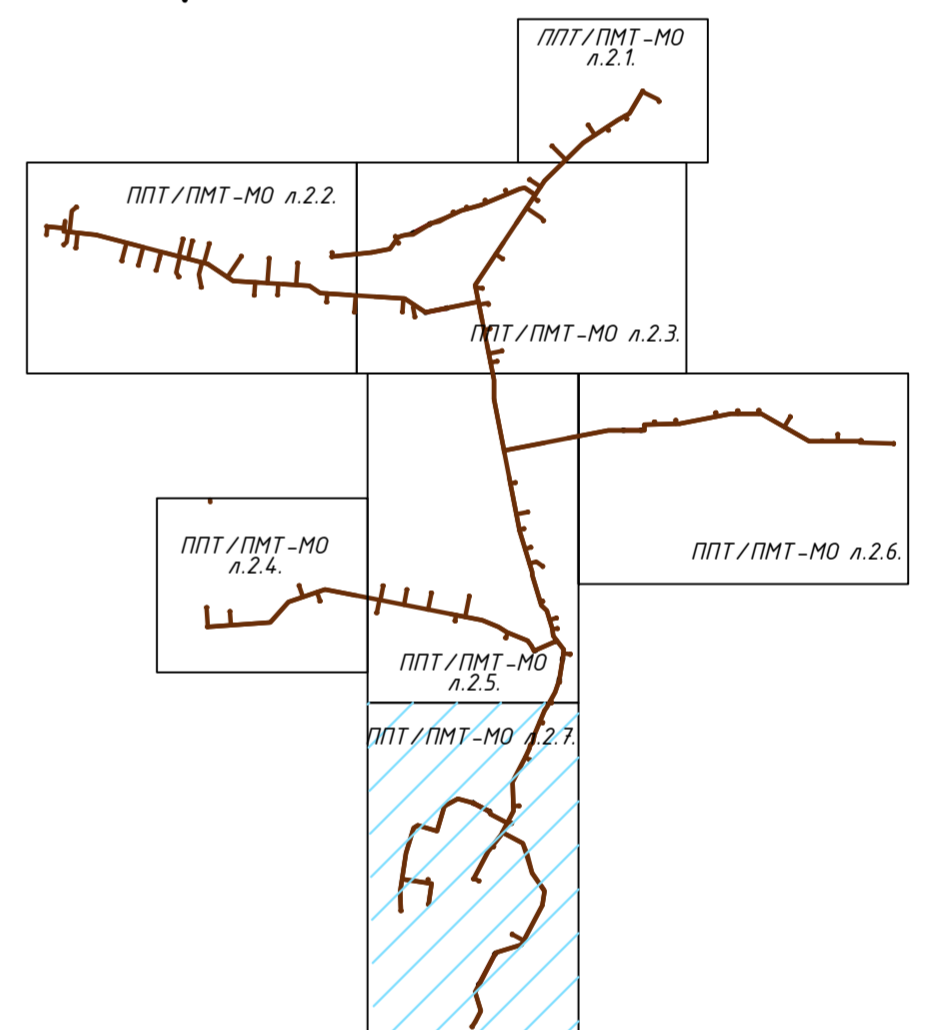 ППТ/ПМТ-МО
л.2.1.
ППТ/ПМТ-МО л.2.2.
ППТ/ПМТ-МО л.2.3.
ППТ/ПМТ-МО
л.2.4.
ППТ/ПМТ-МО л.2.6.
ППТ/ПМТ-МО
л.2.5.
ППТ/ПМТ-МО л.2.7.